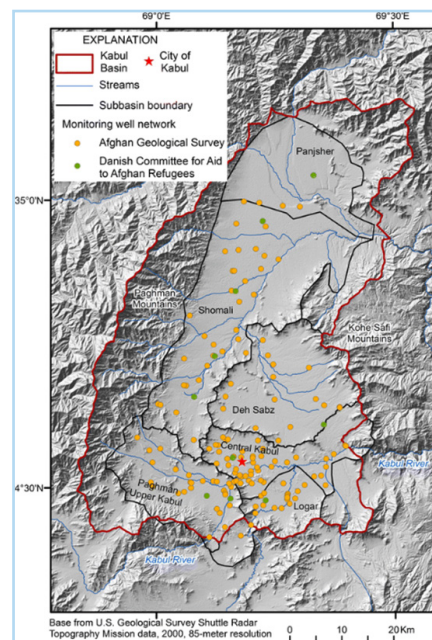 69°0'E
69°30'E
EXPLANATION
Kabul
Basin
City of
Kabul
Streams
Subbasin boundary
Monitoring well network
Afghan Geological Survey
Danish Committee for Aid
to Afghan Refugees
Panjsher
35°0'N
Paghman
Mountains
Shomali
Kohe Safi
Mountains
Deh Sabz
Central Kabul
Kabul River
4°30'N
Paghman
Upper Kabul
Logar
Kabul River
Base from U.S. Geological Survey Shuttle Radar
Topography Mission data, 2000, 85-meter resolution
0 10 20Km